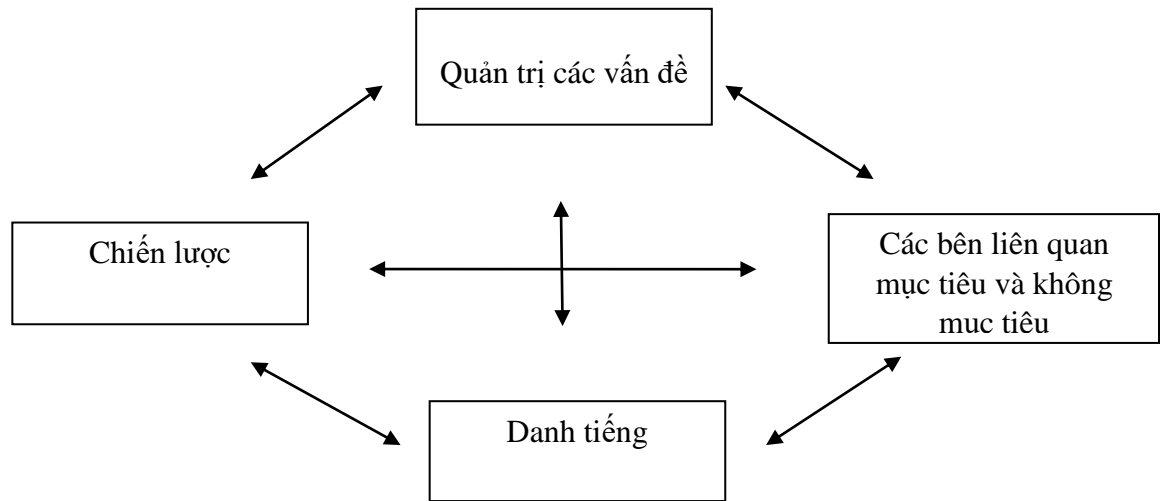 Quản trị các vấn đề
Chiến lược
Các bên liên quan
mục tiêu và không
muc tiêu
Danh tiếng